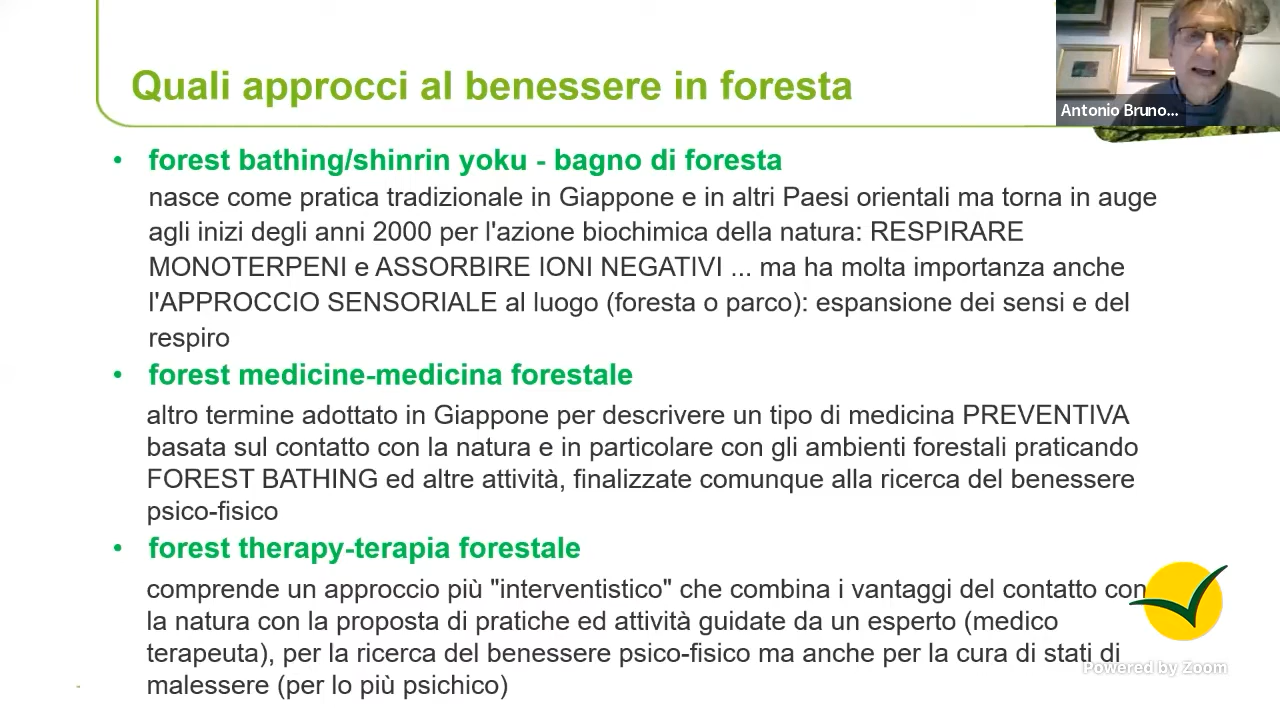 Quali approcci al benessere in foresta
Antonio Bruno...
• forest bathing/shinrin yoku - bagno di foresta
nasce come pratica tradizionale in Giappone e in altri Paesi orientali ma torna in auge
agli inizi degli anni 2000 per l'azione biochimica della natura: RESPIRARE
MONOTERPENI e ASSORBIRE IONI NEGATIVI ... ma ha molta importanza anche
l'APPROCCIO SENSORIALE al luogo (foresta o parco): espansione dei sensi e del
respiro
• forest medicine-medicina forestale
altro termine adottato in Giappone per descrivere un tipo di medicina PREVENTIVA
basata sul contatto con la natura e in particolare con gli ambienti forestali praticando
FOREST BATHING ed altre attività, finalizzate comunque alla ricerca del benessere
psico-fisico
• forest therapy-terapia forestale
comprende un approccio più "interventistico" che combina i vantaggi del contatto con
la natura con la proposta di pratiche ed attività guidate da un esperto (medico
terapeuta), per la ricerca del benessere psico-fisico ma anche per la cura di stati di
malessere (per lo più psichico)
Powered by Zoom